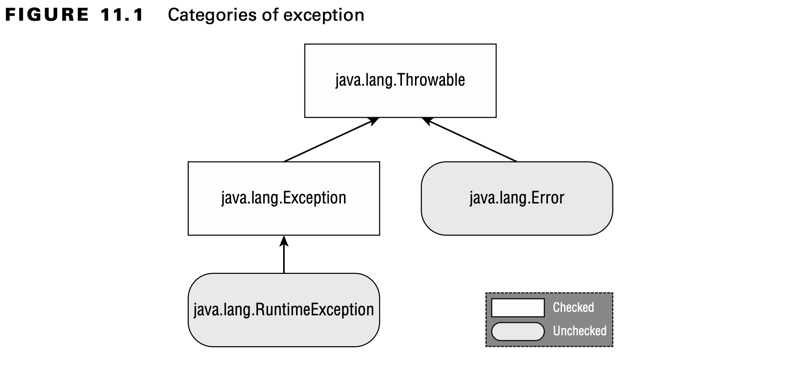 FIGURE 11.1 Categories of exception
java.lang.Throwable
java.lang.Exception
java.lang.Error
java.lang.RuntimeException
Checked
Unchecked